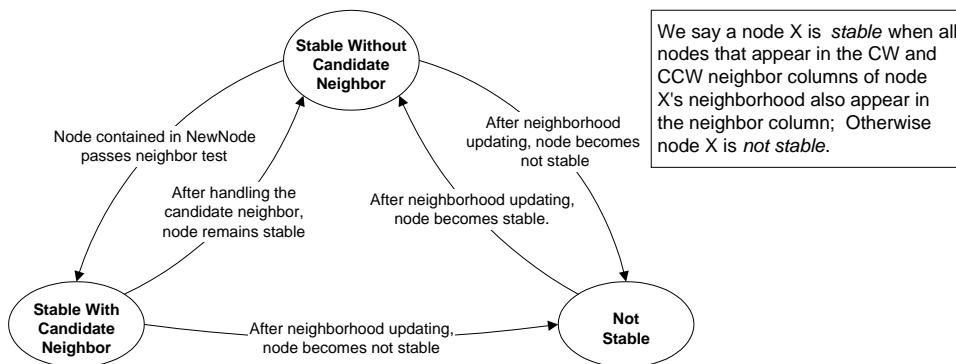 Stable Without
Candidate
Neighbor
We say a node X is stable when all
nodes that appear in the CW and
CCW neighbor columns of node
X's neighborhood also appear in
the neighbor column; Otherwise
node X is not stable.
Node contained in NewNode
passes neighbor test
After neighborhood
updating, node becomes
not stable
After handling the
candidate neighbor,
node remains stable
After neighborhood updating,
node becomes stable.
Stable With
Candidate
Neighbor
After neighborhood updating,
node becomes not stable
Not
Stable